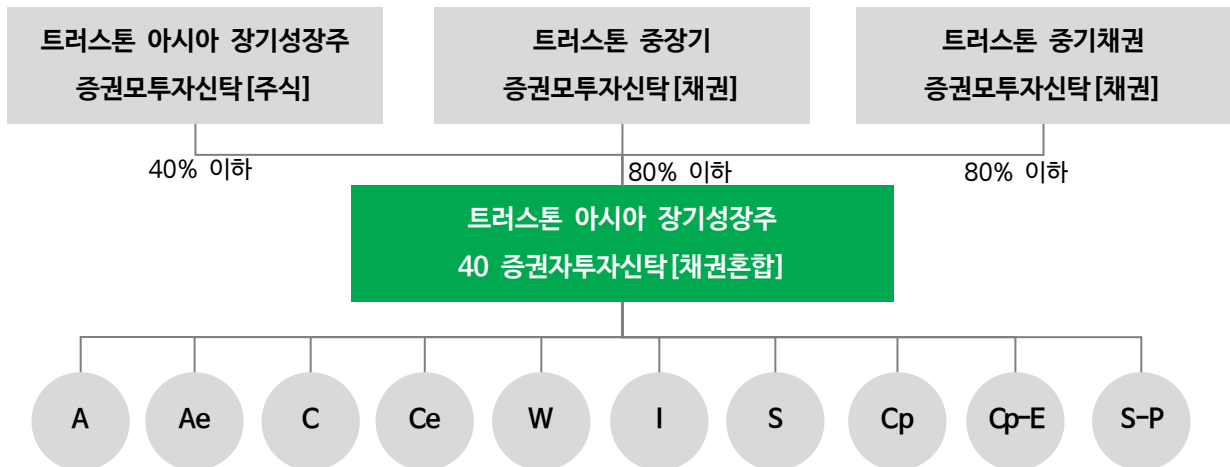 트러스톤 아시아 장기성장주
증권모투자신탁[주식]
트러스톤 중장기
증권모투자신탁[채권]
트러스톤 중기채권
증권모투자신탁[채권]
40% 이하
80% 이하
80% 이하
트러스톤 아시아 장기성장주
40 증권자투자신탁[채권혼합]
A
Ae
C
Ce
W
I
S
Cp
Cp-E
S-P